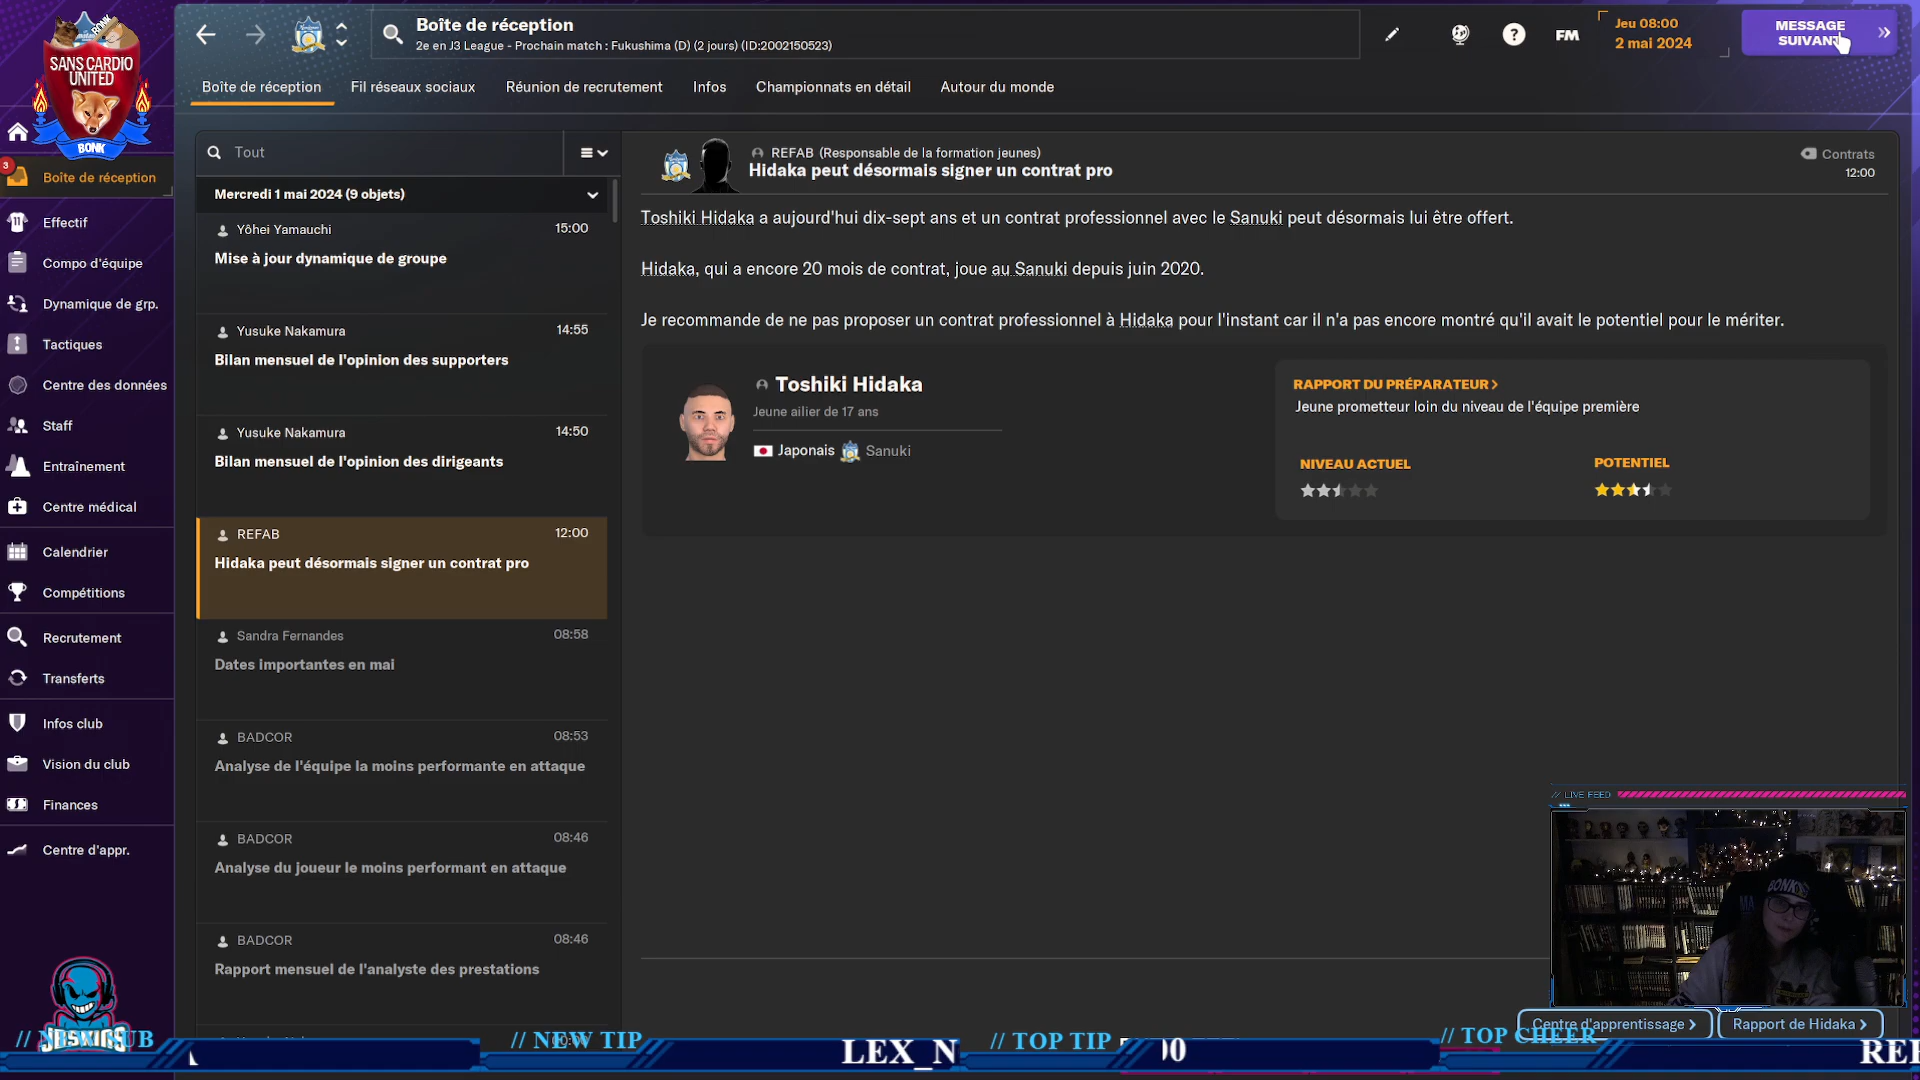 Boîte de réception
2e en J3 League - Prochain match : Fukushima (D) (2 jours) (ID:2002150523)
FM
Jeu 08:00
2 mai 2024
MESSAGE
SUIVANT
SANS CARDIO
UNITED
BONK
Boîte de réception
Fil réseaux sociaux
Réunion de recrutement
Infos
Championnats en détail
Autour du monde
3
Boîte de réception
Effectif
Compo d'équipe
Dynamique de grp.
Tactiques
Centre des données
Staff
Entraînement
Centre médical
Calendrier
Compétitions
Recrutement
Transferts
Infos club
Vision du club
Finances
Centre d'appr.
Tout
Mercredi 1 mai 2024 (9 objets)
Yôhei Yamauchi 15:00
Mise à jour dynamique de groupe
Yusuke Nakamura 14:55
Bilan mensuel de l'opinion des supporters
Yusuke Nakamura 14:50
Bilan mensuel de l'opinion des dirigeants
REFAB 12:00
Hidaka peut désormais signer un contrat pro
Sandra Fernandes 08:58
Dates importantes en mai
BADCOR 08:53
Analyse de l'équipe la moins performante en attaque
BADCOR 08:46
Analyse du joueur le moins performant en attaque
BADCOR 08:46
Rapport mensuel de l'analyste des prestations
REFAB (Responsable de la formation jeunes)
Hidaka peut désormais signer un contrat pro
Contrats
12:00
Toshiki Hidaka a aujourd'hui dix-sept ans et un contrat professionnel avec le Sanuki peut désormais lui être offert.
Hidaka, qui a encore 20 mois de contrat, joue au Sanuki depuis juin 2020.
Je recommande de ne pas proposer un contrat professionnel à Hidaka pour l'instant car il n'a pas encore montré qu'il avait le potentiel pour le mériter.
Toshiki Hidaka
Jeune ailier de 17 ans
Japonais Sanuki
RAPPORT DU PRÉPARATEUR >
Jeune prometteur loin du niveau de l'équipe première
NIVEAU ACTUEL
POTENTIEL
// LIVE FEED
BONK
Centre d'apprentissage >
Rapport de Hidaka >
// NEW SUB
// NEW TIP
LEX_N
// TOP TIP
// TOP CHEER